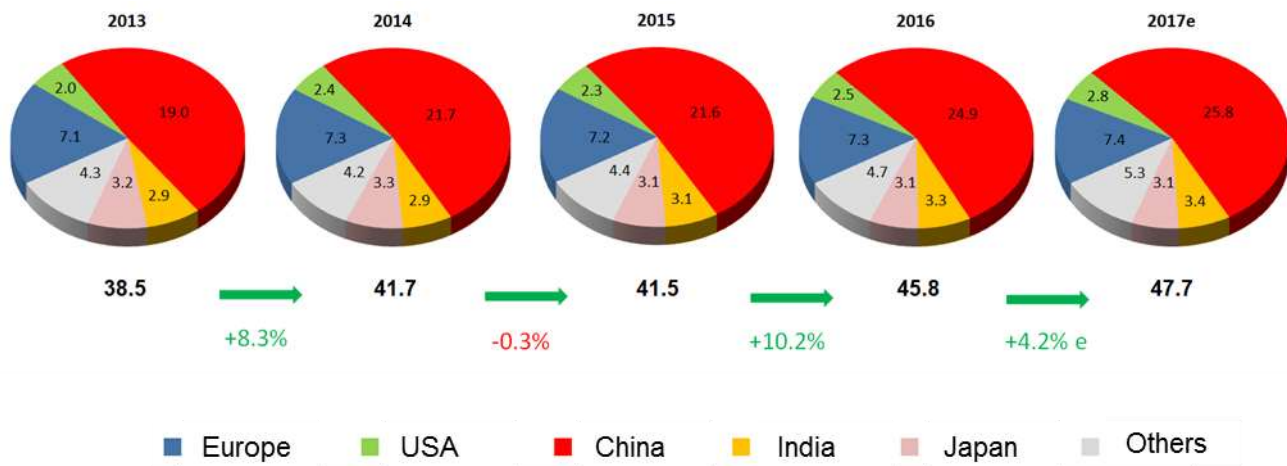 2013 2014 2015 2016 2017e
2.0 19.0 7.1 4.3 3.2 2.9
2.4 21.7 7.3 4.2 3.3 2.9
2.3 21.6 7.2 4.4 3.1 3.1
2.5 24.9 7.3 4.7 3.1 3.3
2.8 25.8 7.4 5.3 3.1 3.4
38.5 41.7 41.5 45.8 47.7
+8.3% -0.3% +10.2% +4.2% e
Europe USA China India Japan Others